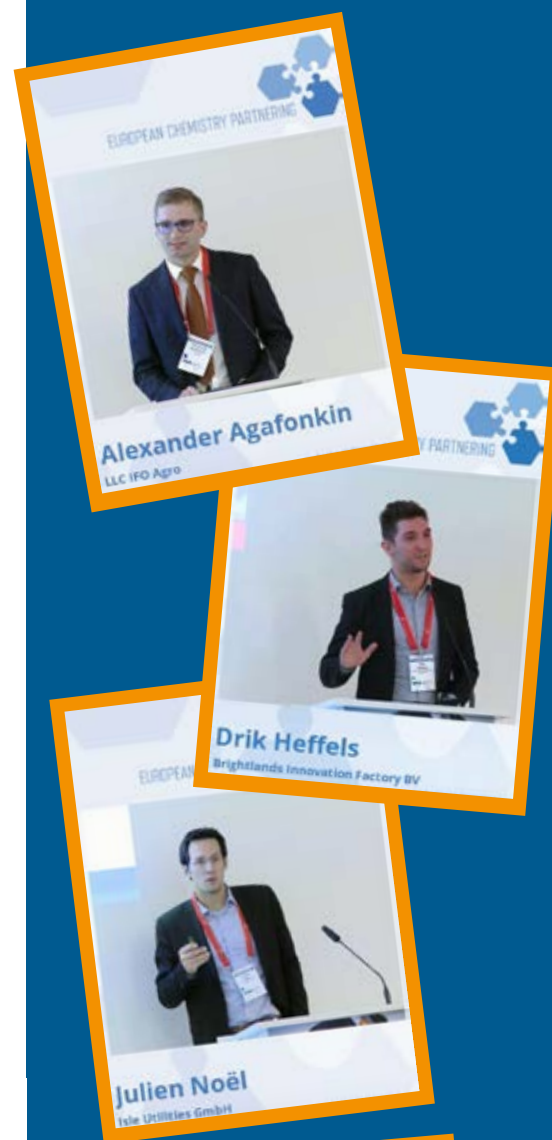 EUROPEAN CHEMISTRY PARTNERING
Alexander Agafonkin
LLC IFO Agro
Y PARTNERING
Drik Heffels
Brightlands Innovation Factory BV
EUROPEAN
Julien Noël
Isle Utilities GmbH